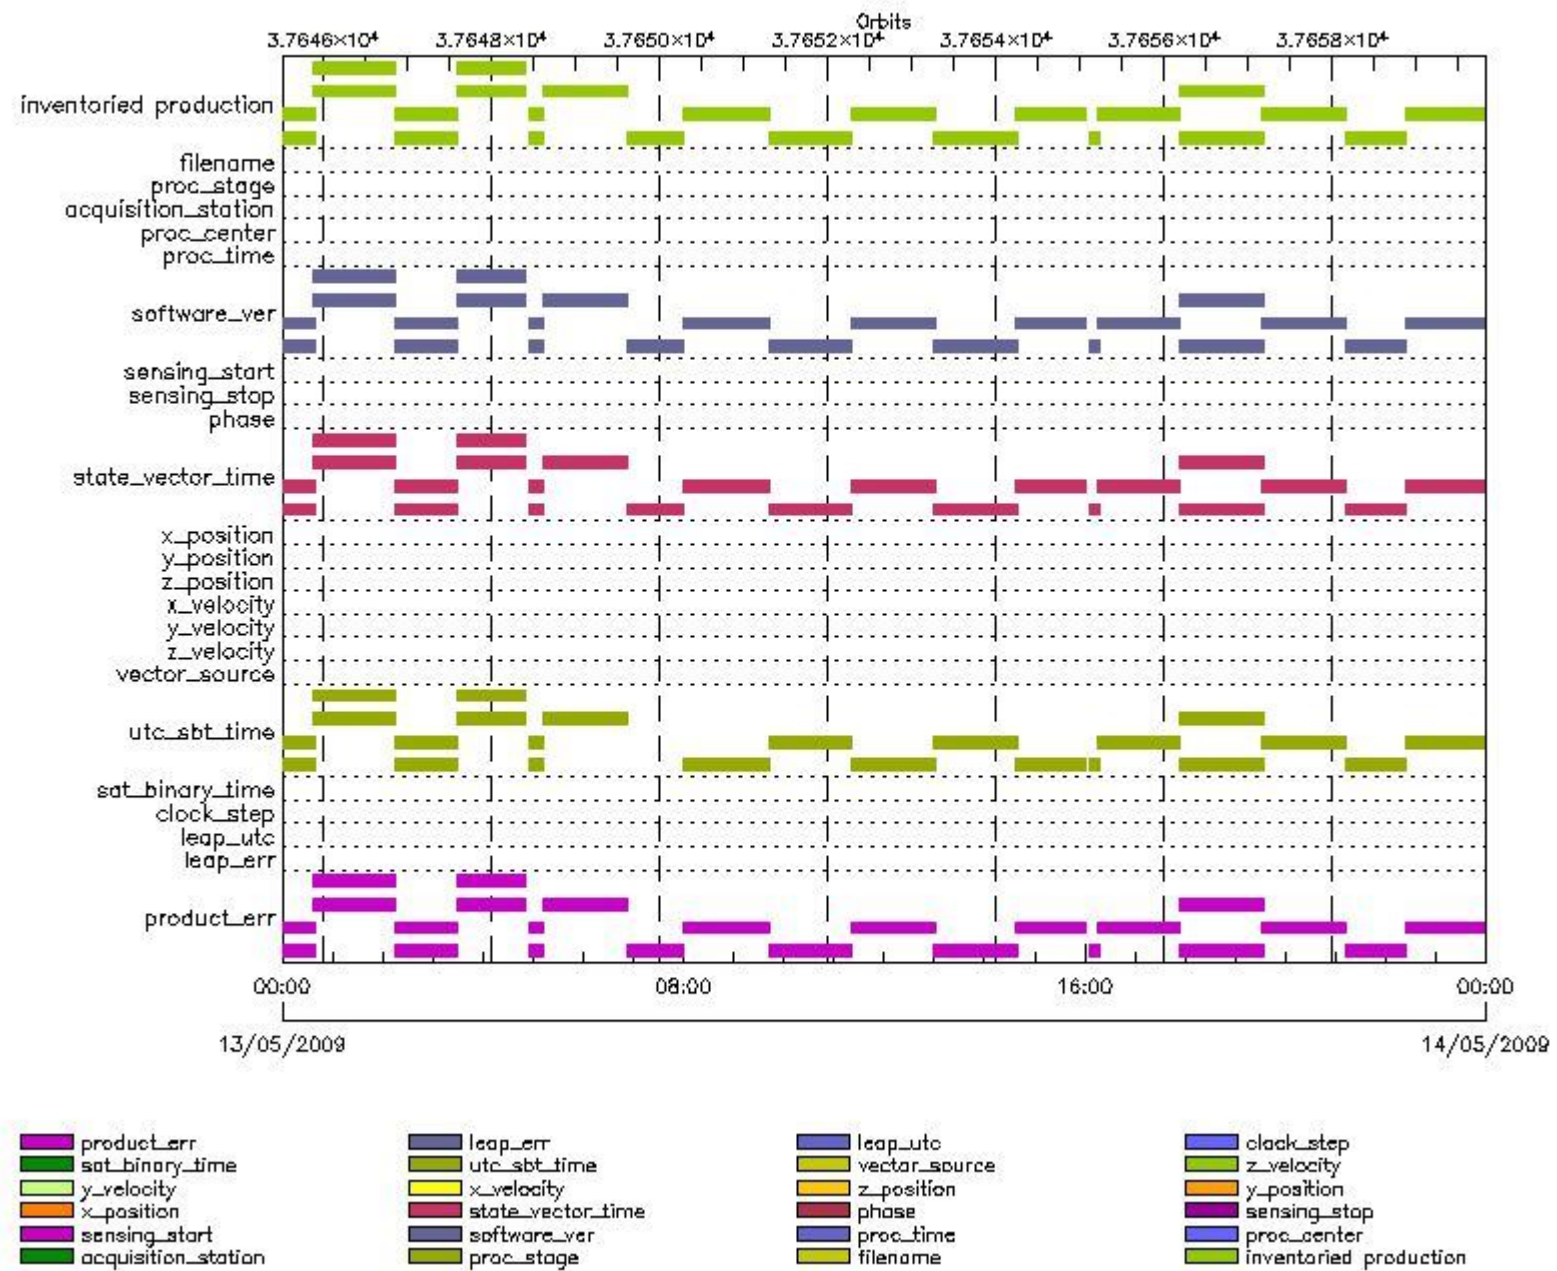 Orbits
3.7646×10⁴ 3.7648×10⁴ 3.7650×10⁴ 3.7652×10⁴ 3.7654×10⁴ 3.7656×10⁴ 3.7658×10⁴
inventoried production
filename
proc_stage
acquisition_station
proc_center
proc_time
software_ver
sensing_start
sensing_stop
phase
state_vector_time
x_position
y_position
z_position
x_velocity
y_velocity
z_velocity
vector_source
utc_sbt_time
sat_binary_time
clock_step
leap_utc
leap_err
product_err
00:00 08:00 16:00 00:00
13/05/2009 14/05/2009
product_err leap_err leap_utc clock_step
sat_binary_time utc_sbt_time vector_source z_velocity
y_velocity x_velocity z_position y_position
x_position state_vector_time phase sensing_stop
sensing_start software_ver proc_time proc_center
acquisition_station proc_stage filename inventoried production